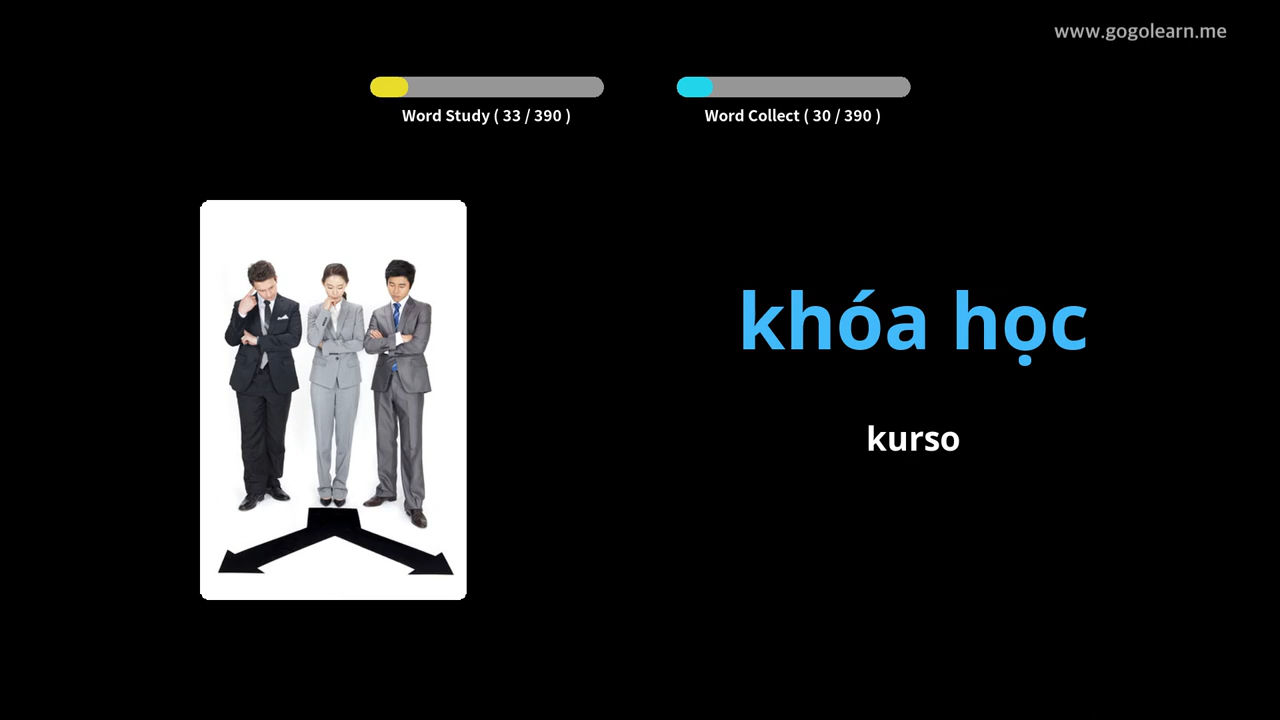 www.gogolearn.me
Word Study ( 33 / 390 )
Word Collect ( 30 / 390 )
khóa học
kurso